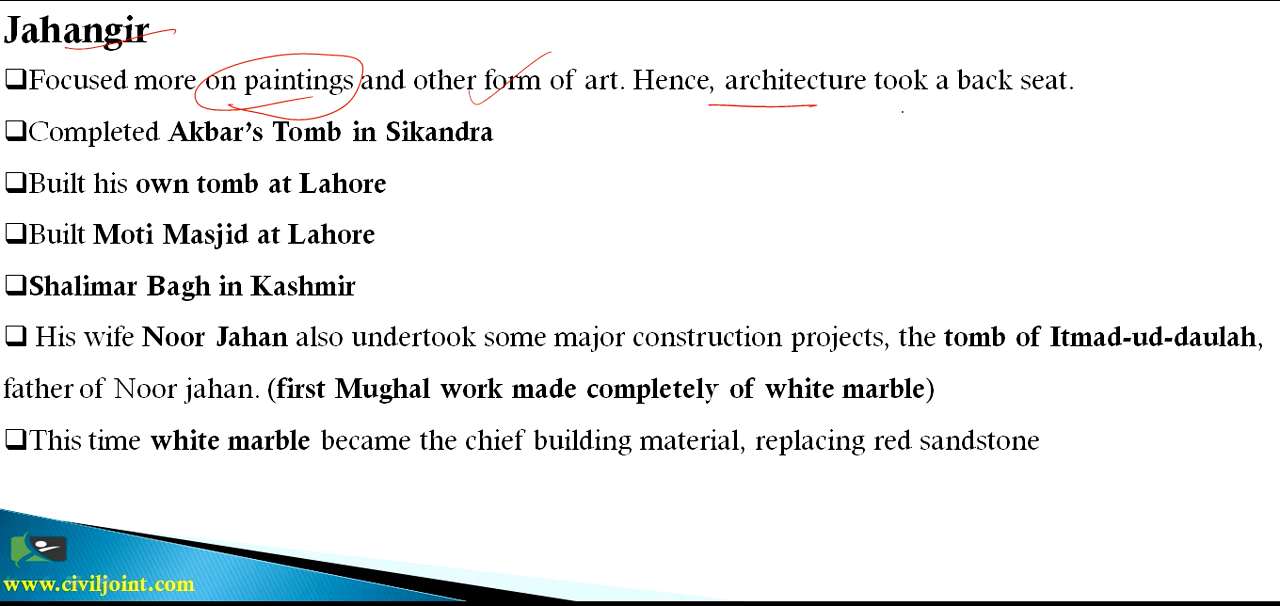 Jahangir
❑Focused more on paintings and other form of art. Hence, architecture took a back seat.
❑Completed Akbar’s Tomb in Sikandra
❑Built his own tomb at Lahore
❑Built Moti Masjid at Lahore
❑Shalimar Bagh in Kashmir
❑ His wife Noor Jahan also undertook some major construction projects, the tomb of Itmad-ud-daulah,
father of Noor jahan. (first Mughal work made completely of white marble)
❑This time white marble became the chief building material, replacing red sandstone
www.civiljoint.com